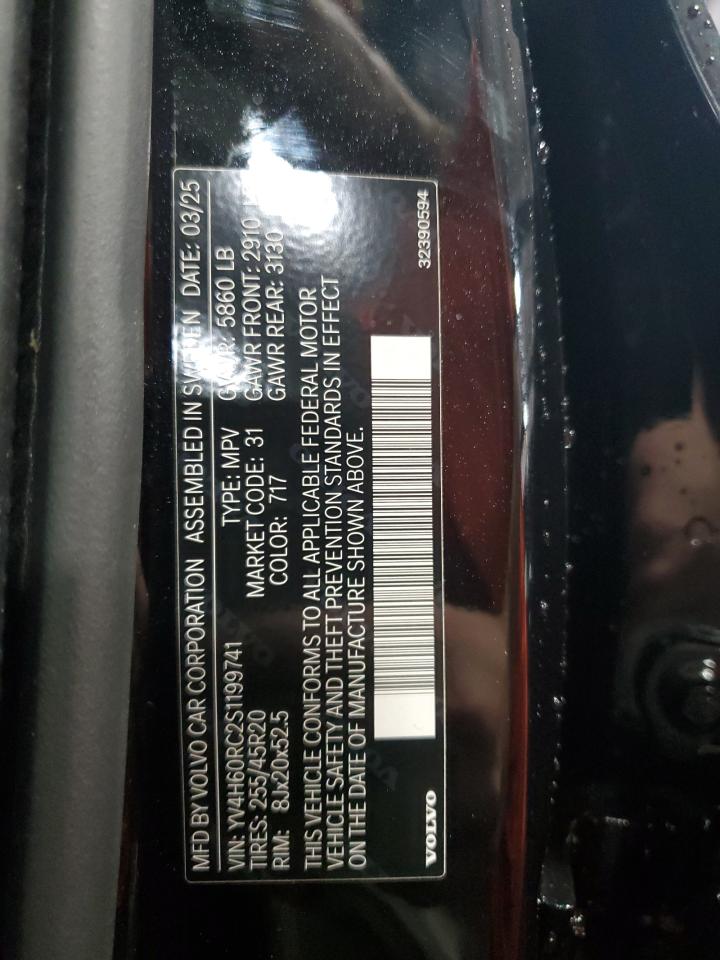 MFD BY VOLVO CAR CORPORATION ASSEMBLED IN SWEDEN DATE: 03/25
VIN: YV4H60RC2S1199741 TYPE: MPV GVWR: 5860 LB
TIRES: 255/45R20 MARKET CODE: 31 GAWR FRONT: 2910
RIM: 8Jx20x52.5 COLOR: 717 GAWR REAR: 3130
THIS VEHICLE CONFORMS TO ALL APPLICABLE FEDERAL MOTOR
VEHICLE SAFETY AND THEFT PREVENTION STANDARDS IN EFFECT
ON THE DATE OF MANUFACTURE SHOWN ABOVE.
VOLVO 32390594